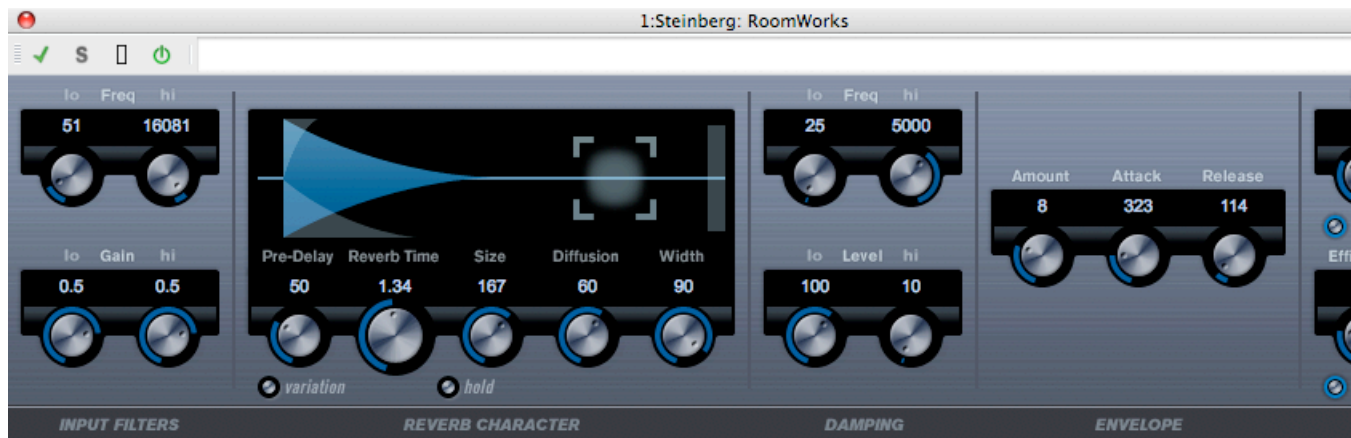 1:Steinberg: RoomWorks
S
lo Freq hi
51 16081
lo Gain hi
0.5 0.5
INPUT FILTERS
Pre-Delay Reverb Time Size Diffusion Width
50 1.34 167 60 90
variation hold
REVERB CHARACTER
lo Freq hi
25 5000
lo Level hi
100 10
DAMPING
Amount Attack Release
8 323 114
ENVELOPE